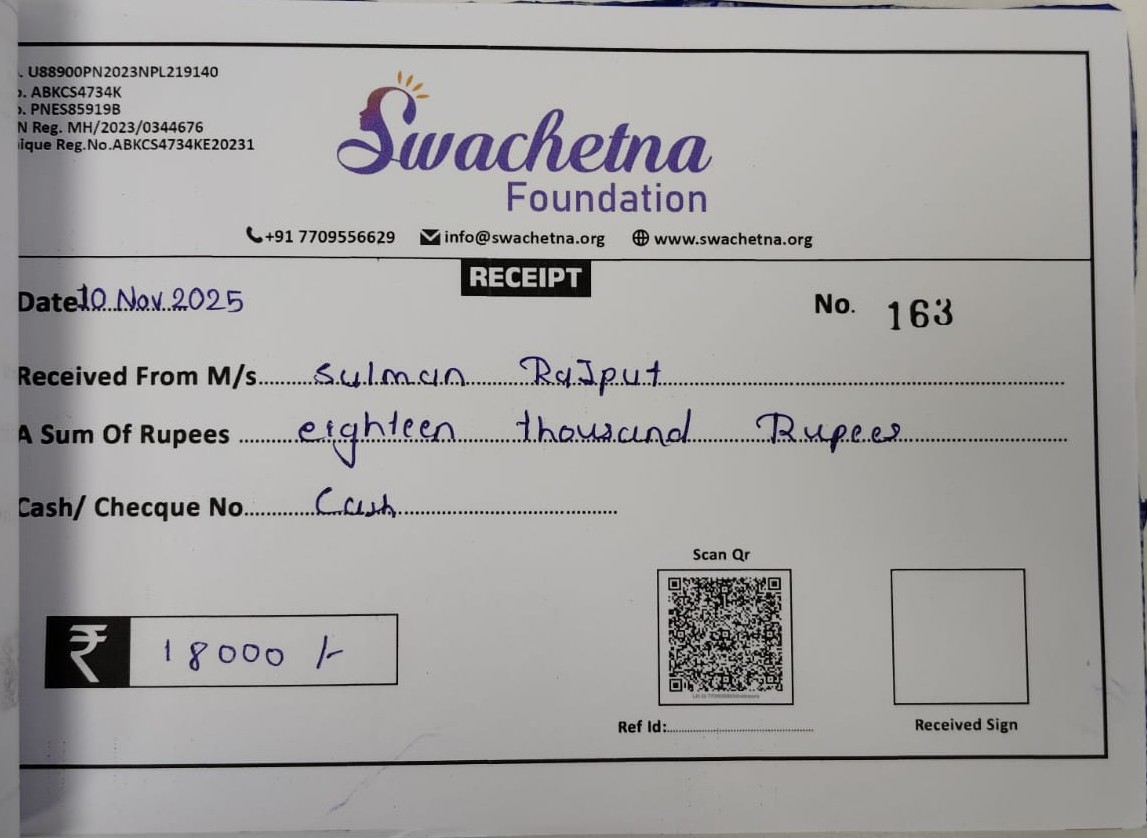 . U88900PN2023NPL219140
o. ABKCS4734K
o. PNES85919B
N Reg. MH/2023/0344676
ique Reg.No.ABKCS4734KE20231
Swachetna
Foundation
+91 7709556629 info@swachetna.org www.swachetna.org
RECEIPT
Date 10 Nov. 2025 No. 163
Received From M/s. Sulman RaJput
A Sum Of Rupees eighteen thousand Rupees
Cash/ Checque No. Cash
Scan Qr
₹ 18000 /-
Ref Id:
Received Sign